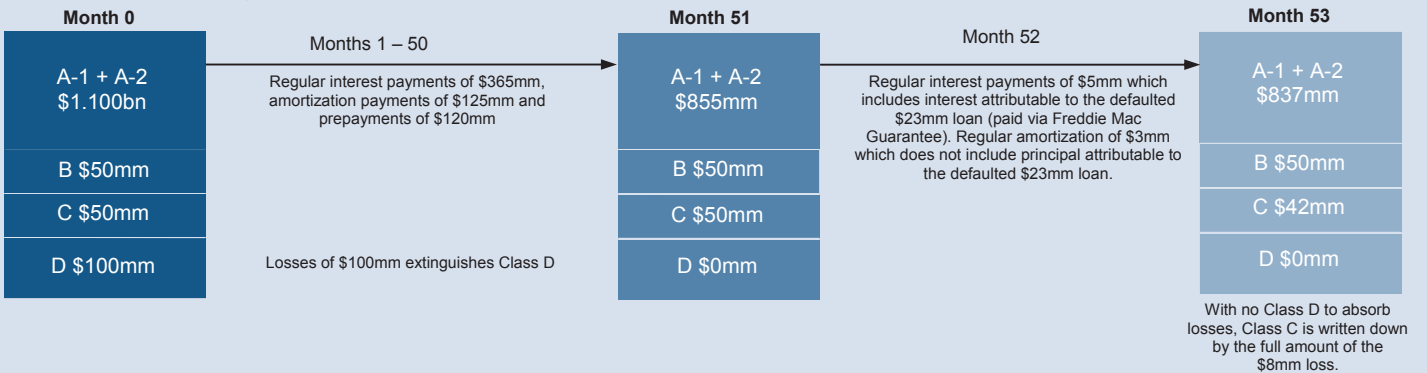 Month 0
A-1 + A-2
$1.100bn
B $50mm
C $50mm
D $100mm
Months 1 – 50
Regular interest payments of $365mm,
amortization payments of $125mm and
prepayments of $120mm
Losses of $100mm extinguishes Class D
Month 51
A-1 + A-2
$855mm
B $50mm
C $50mm
D $0mm
Month 52
Regular interest payments of $5mm which
includes interest attributable to the defaulted
$23mm loan (paid via Freddie Mac
Guarantee). Regular amortization of $3mm
which does not include principal attributable to
the defaulted $23mm loan.
Month 53
A-1 + A-2
$837mm
B $50mm
C $42mm
D $0mm
With no Class D to absorb
losses, Class C is written down
by the full amount of the
$8mm loss.